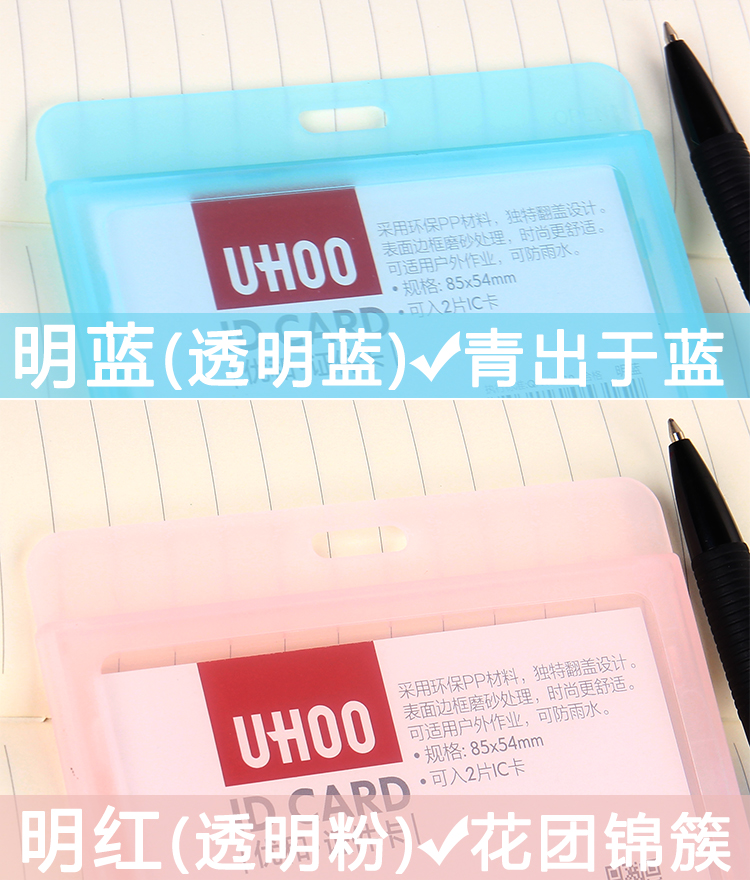 UHOO
采用环保PP材料，独特翻盖设计。
表面边框磨砂处理，时尚更舒适。
可适用户外作业，可防雨水。
• 规格: 85x54mm
• 可入2片IC卡
ID CARD
明蓝(透明蓝)✓青出于蓝
UHOO
采用环保PP材料，独特翻盖设计。
表面边框磨砂处理，时尚更舒适。
可适用户外作业，可防雨水。
• 规格: 85x54mm
• 可入2片IC卡
ID CARD
明红(透明粉)✓花团锦簇